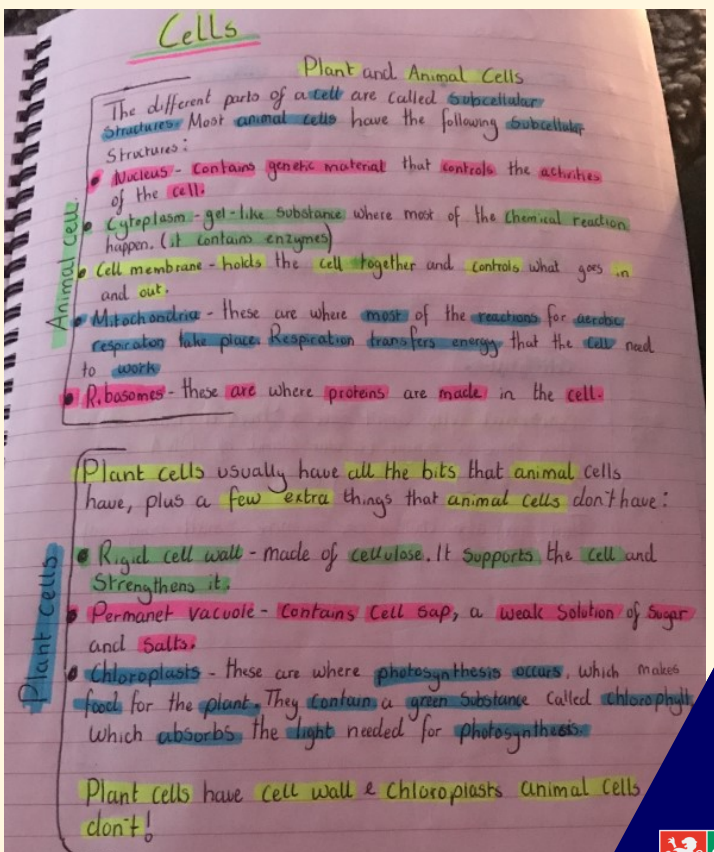 Cells
Plant and Animal Cells
The different parts of a cell are called Subcellular
Structures. Most animal cells have the following Subcellular
Structures:
Animal cell.
• Nucleus - Contains genetic material that controls the activities
of the cell.
• Cytoplasm - gel-like Substance where most of the Chemical reaction
happen. (it contains enzymes)
• Cell membrane - holds the cell together and controls what goes in
and out.
• Mitochondria - these are where most of the reactions for aerobic
respiration take place. Respiration transfers energy that the cell need
to work
• Ribosomes - these are where proteins are made in the cell.
Plant cells
Plant cells usually have all the bits that animal cells
have, plus a few extra things that animal cells don't have:
• Rigid cell wall - made of cellulose. It Supports the cell and
Strengthens it.
• Permanet vacuole - Contains Cell Sap, a weak Solution of Sugar
and Salts.
• Chloroplasts - these are where photosynthesis occurs, which makes
food for the plant. They Contain a green Substance called chlorophyll
which absorbs the light needed for photosynthesis.
Plant cells have cell wall & chloroplasts animal cells
don't!